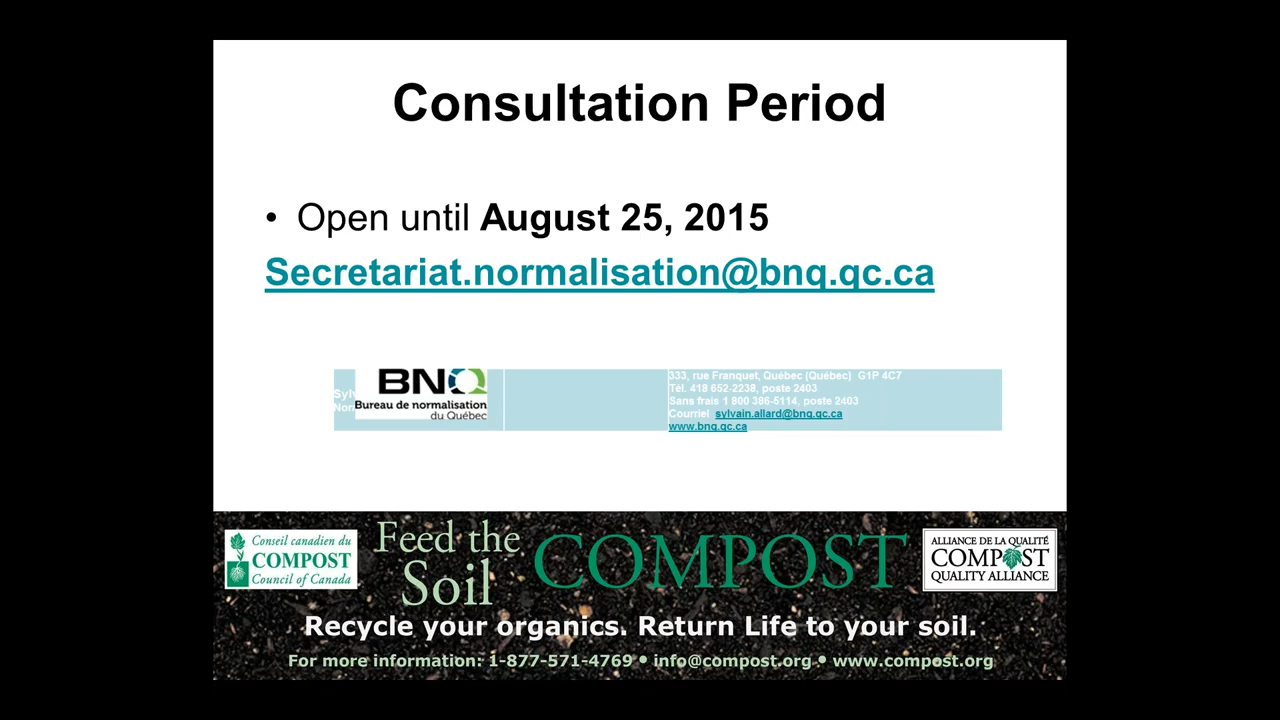 Consultation Period
• Open until August 25, 2015
Secretariat.normalisation@bnq.qc.ca
BNQ
Bureau de normalisation
du Québec
333, rue Franquet, Québec (Québec) G1P 4C7
Tél. 418 652-2238, poste 2403
Sans frais 1 800 386-5114, poste 2403
Courriel sylvain.allard@bnq.qc.ca
www.bnq.qc.ca
Conseil canadien du
COMPOST
Council of Canada
Feed the
Soil
COMPOST
ALLIANCE DE LA QUALITÉ
COMPOST
QUALITY ALLIANCE
Recycle your organics. Return Life to your soil.
For more information: 1-877-571-4769 • info@compost.org • www.compost.org